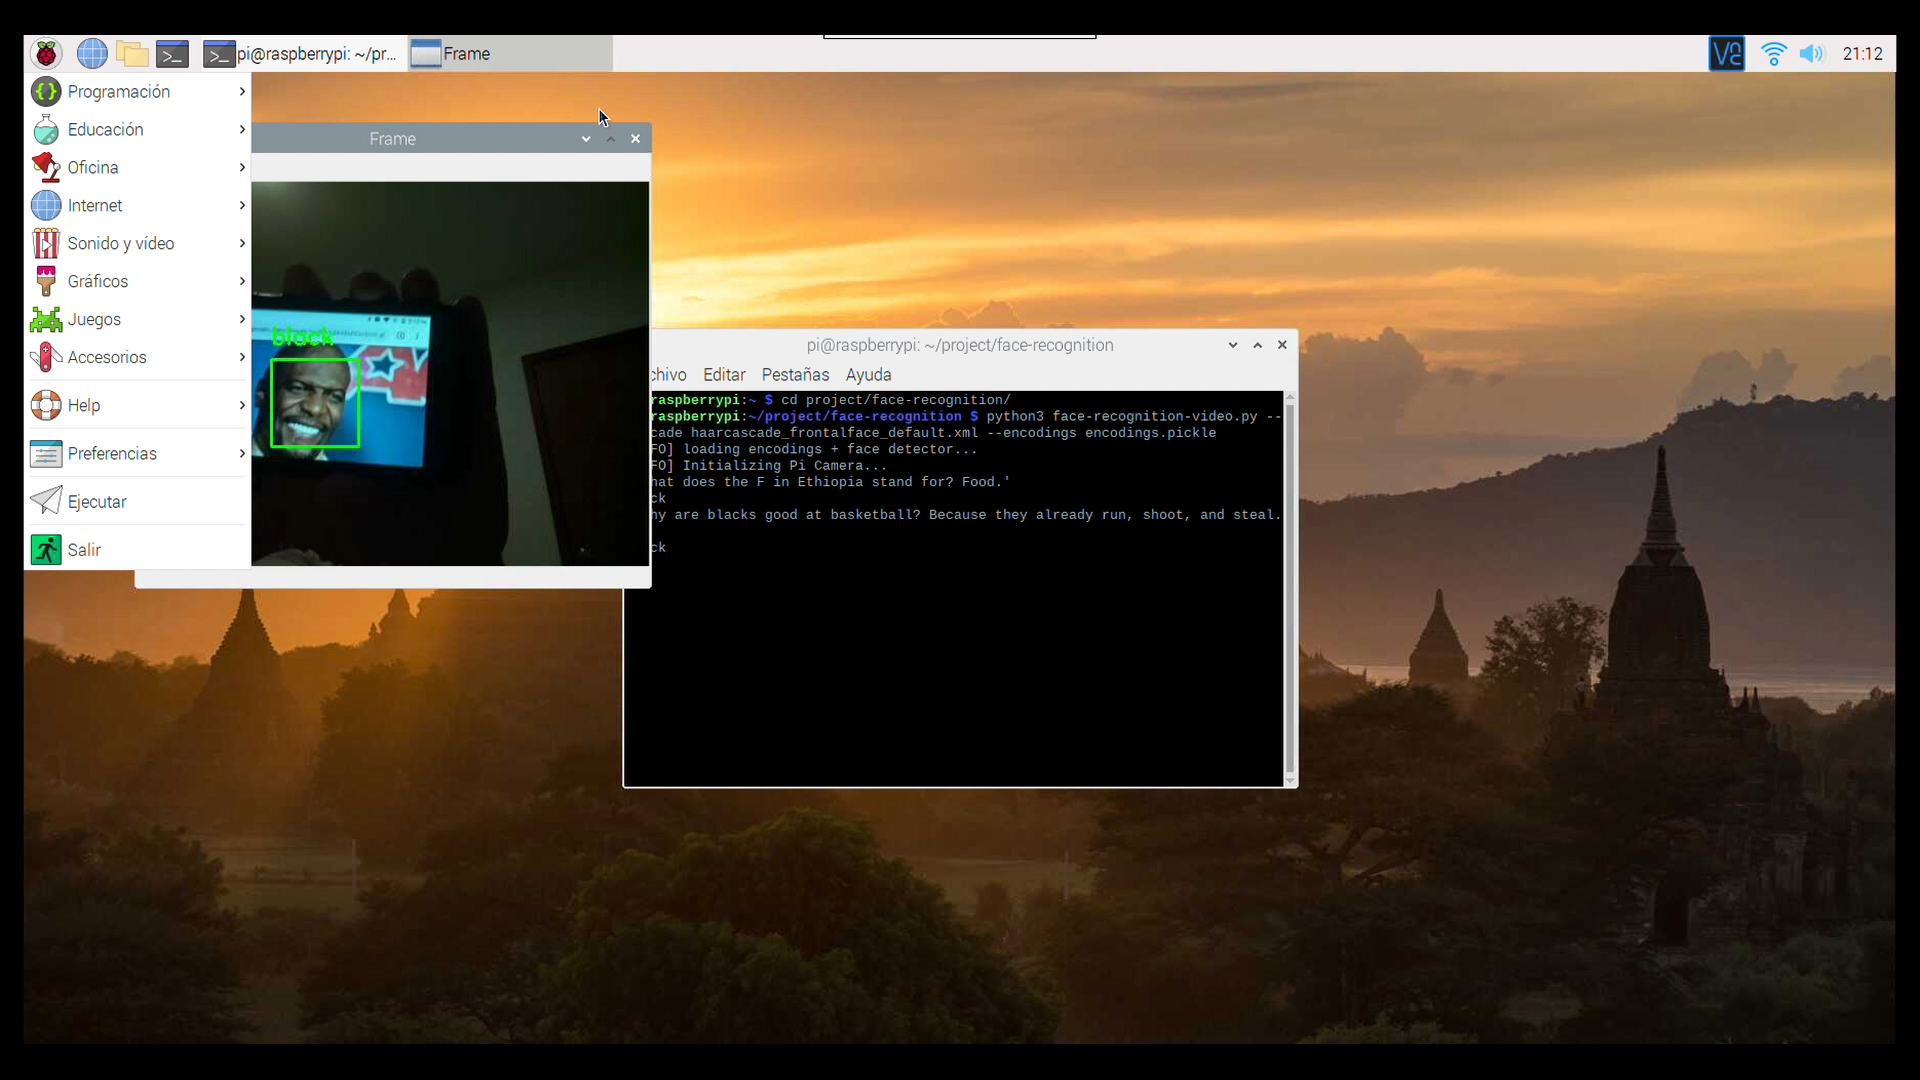 pi@raspberrypi: ~/pr...
Frame
21:12
Programación
Educación
Oficina
Internet
Sonido y vídeo
Gráficos
Juegos
Accesorios
Help
Preferencias
Ejecutar
Salir
Frame
black
pi@raspberrypi: ~/project/face-recognition
chivo Editar Pestañas Ayuda
raspberrypi:~ $ cd project/face-recognition/
raspberrypi:~/project/face-recognition $ python3 face-recognition-video.py --
cade haarcascade_frontalface_default.xml --encodings encodings.pickle
FO] loading encodings + face detector...
FO] Initializing Pi Camera...
hat does the F in Ethiopia stand for? Food.'
ck
hy are blacks good at basketball? Because they already run, shoot, and steal.
ck